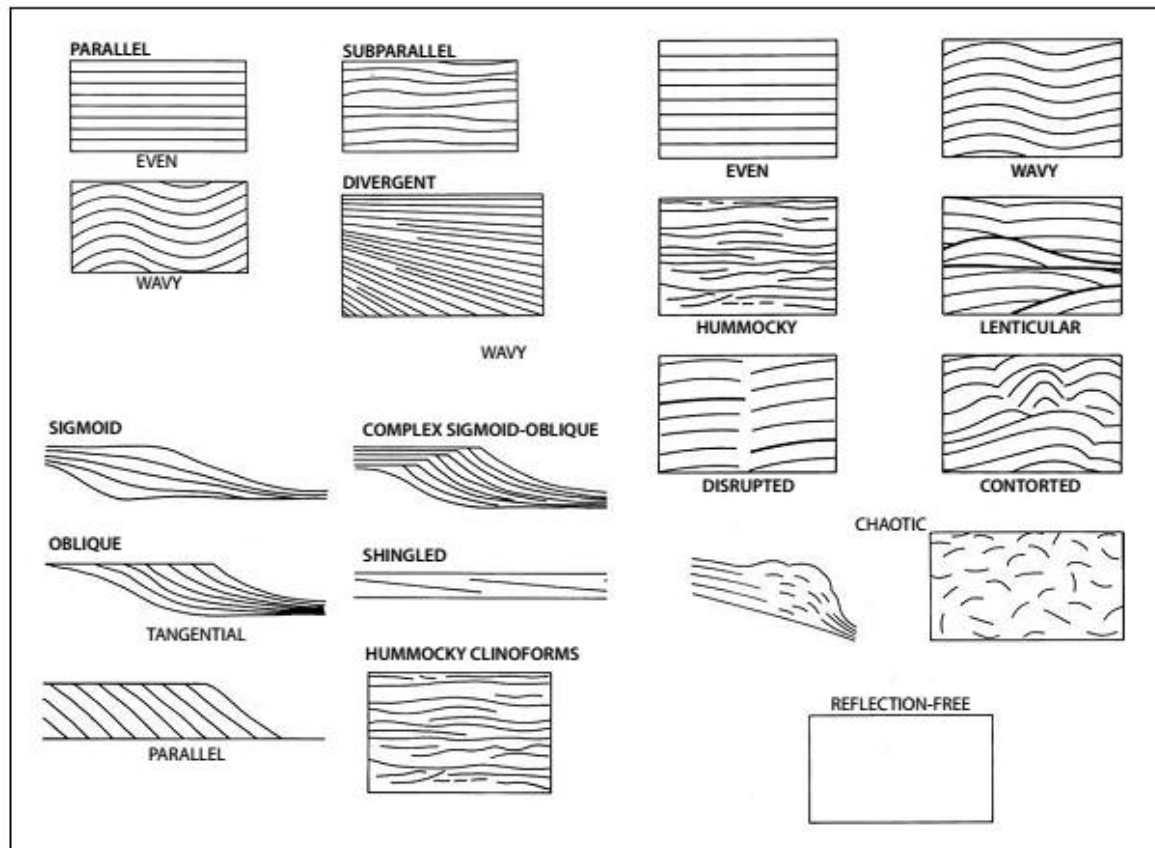 PARALLEL
EVEN
WAVY
SUBPARALLEL
DIVERGENT
WAVY
SIGMOID
COMPLEX SIGMOID-OBLIQUE
OBLIQUE
TANGENTIAL
SHINGLED
PARALLEL
HUMMOCKY CLINOFORMS
EVEN
WAVY
HUMMOCKY
LENTICULAR
DISRUPTED
CONTORTED
CHAOTIC
REFLECTION-FREE